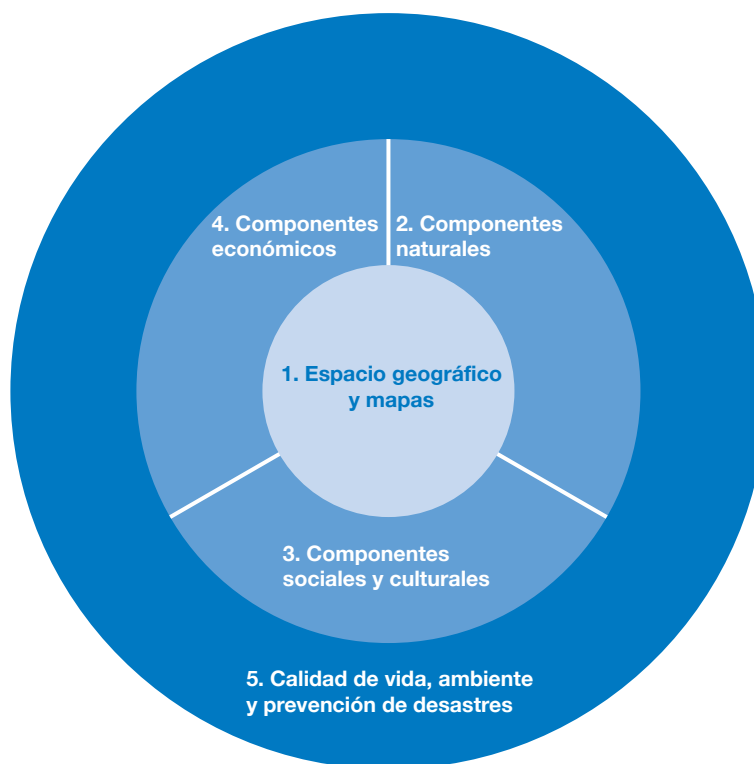 4. Componentes
económicos
2. Componentes
naturales
1. Espacio geográfico
y mapas
3. Componentes
sociales y culturales
5. Calidad de vida, ambiente
y prevención de desastres